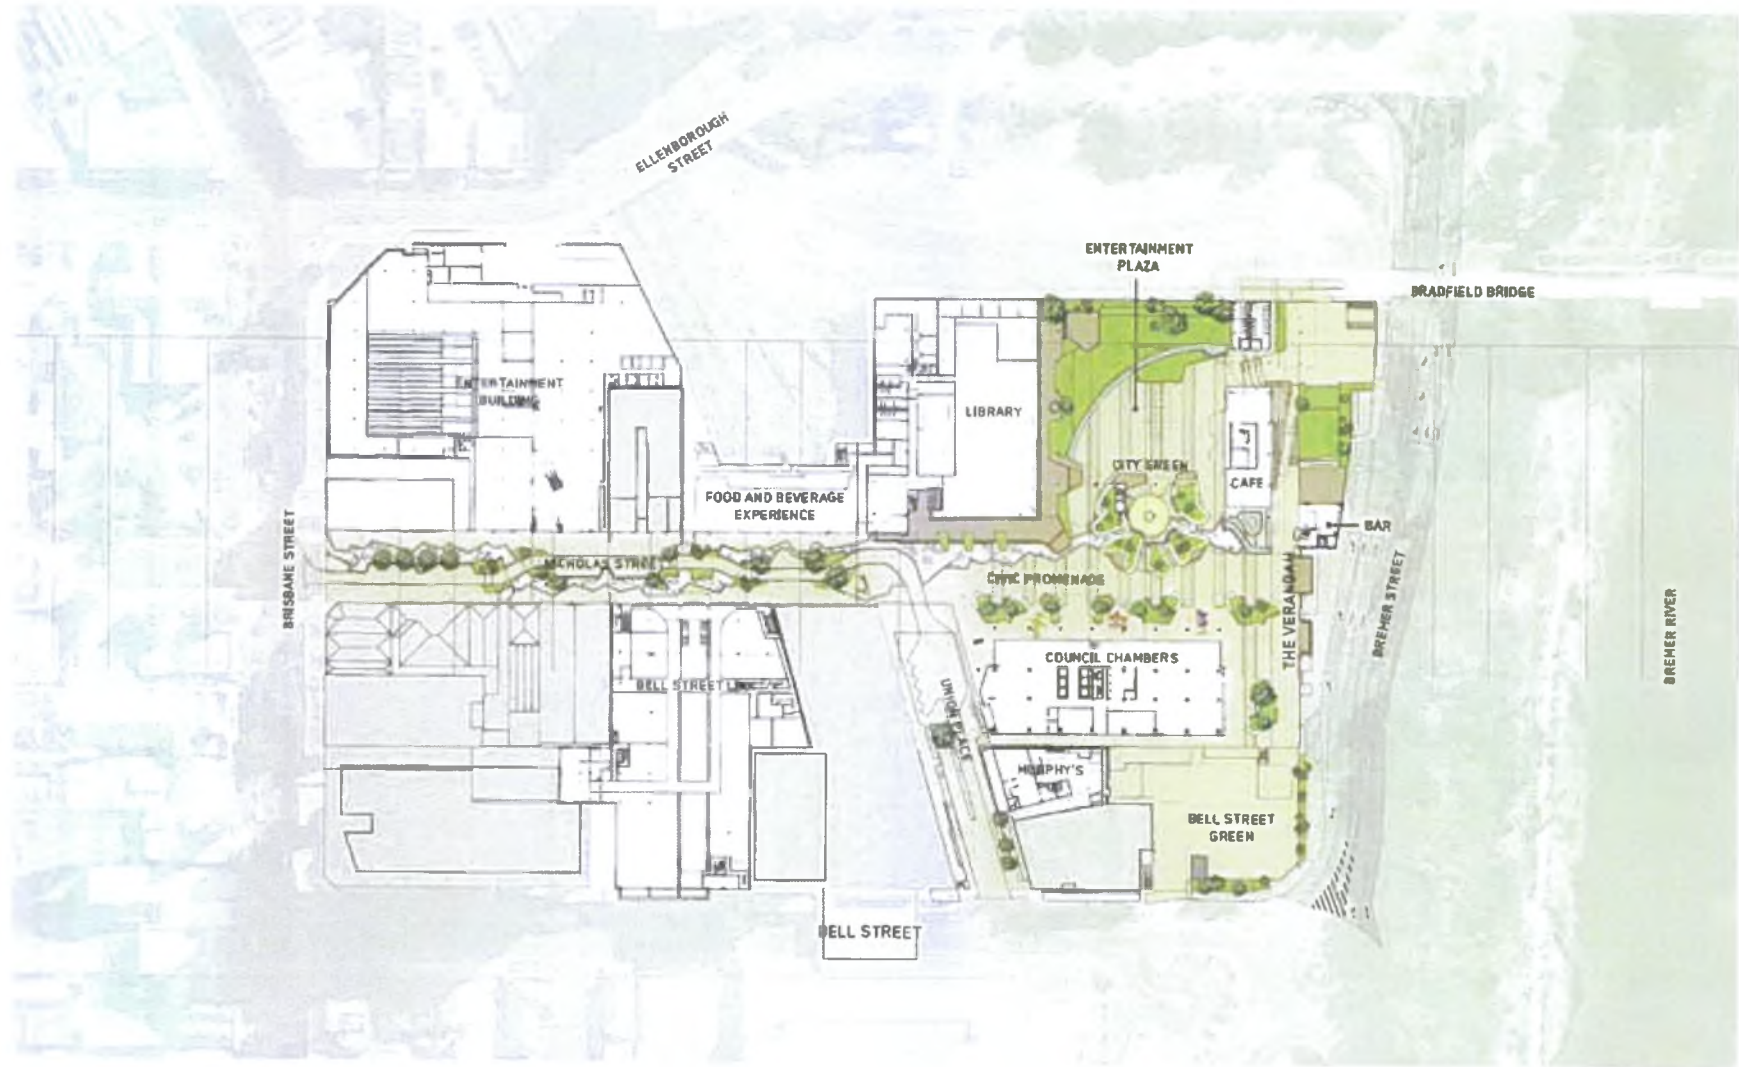 ELLENBOROUGH
STREET
ENTERTAINMENT
PLAZA
BRADFIELD BRIDGE
ENTERTAINMENT
BUILDING
LIBRARY
CITY GREEN
CAFE
FOOD AND BEVERAGE
EXPERIENCE
BAR
BRISBANE STREET
NICHOLAS STREET
CIVIC PROMENADE
THE VERANDAH
BREMER STREET
BREMER RIVER
COUNCIL CHAMBERS
BELL STREET LINK
UNION PLACE
MURPHY'S
BELL STREET
GREEN
BELL STREET